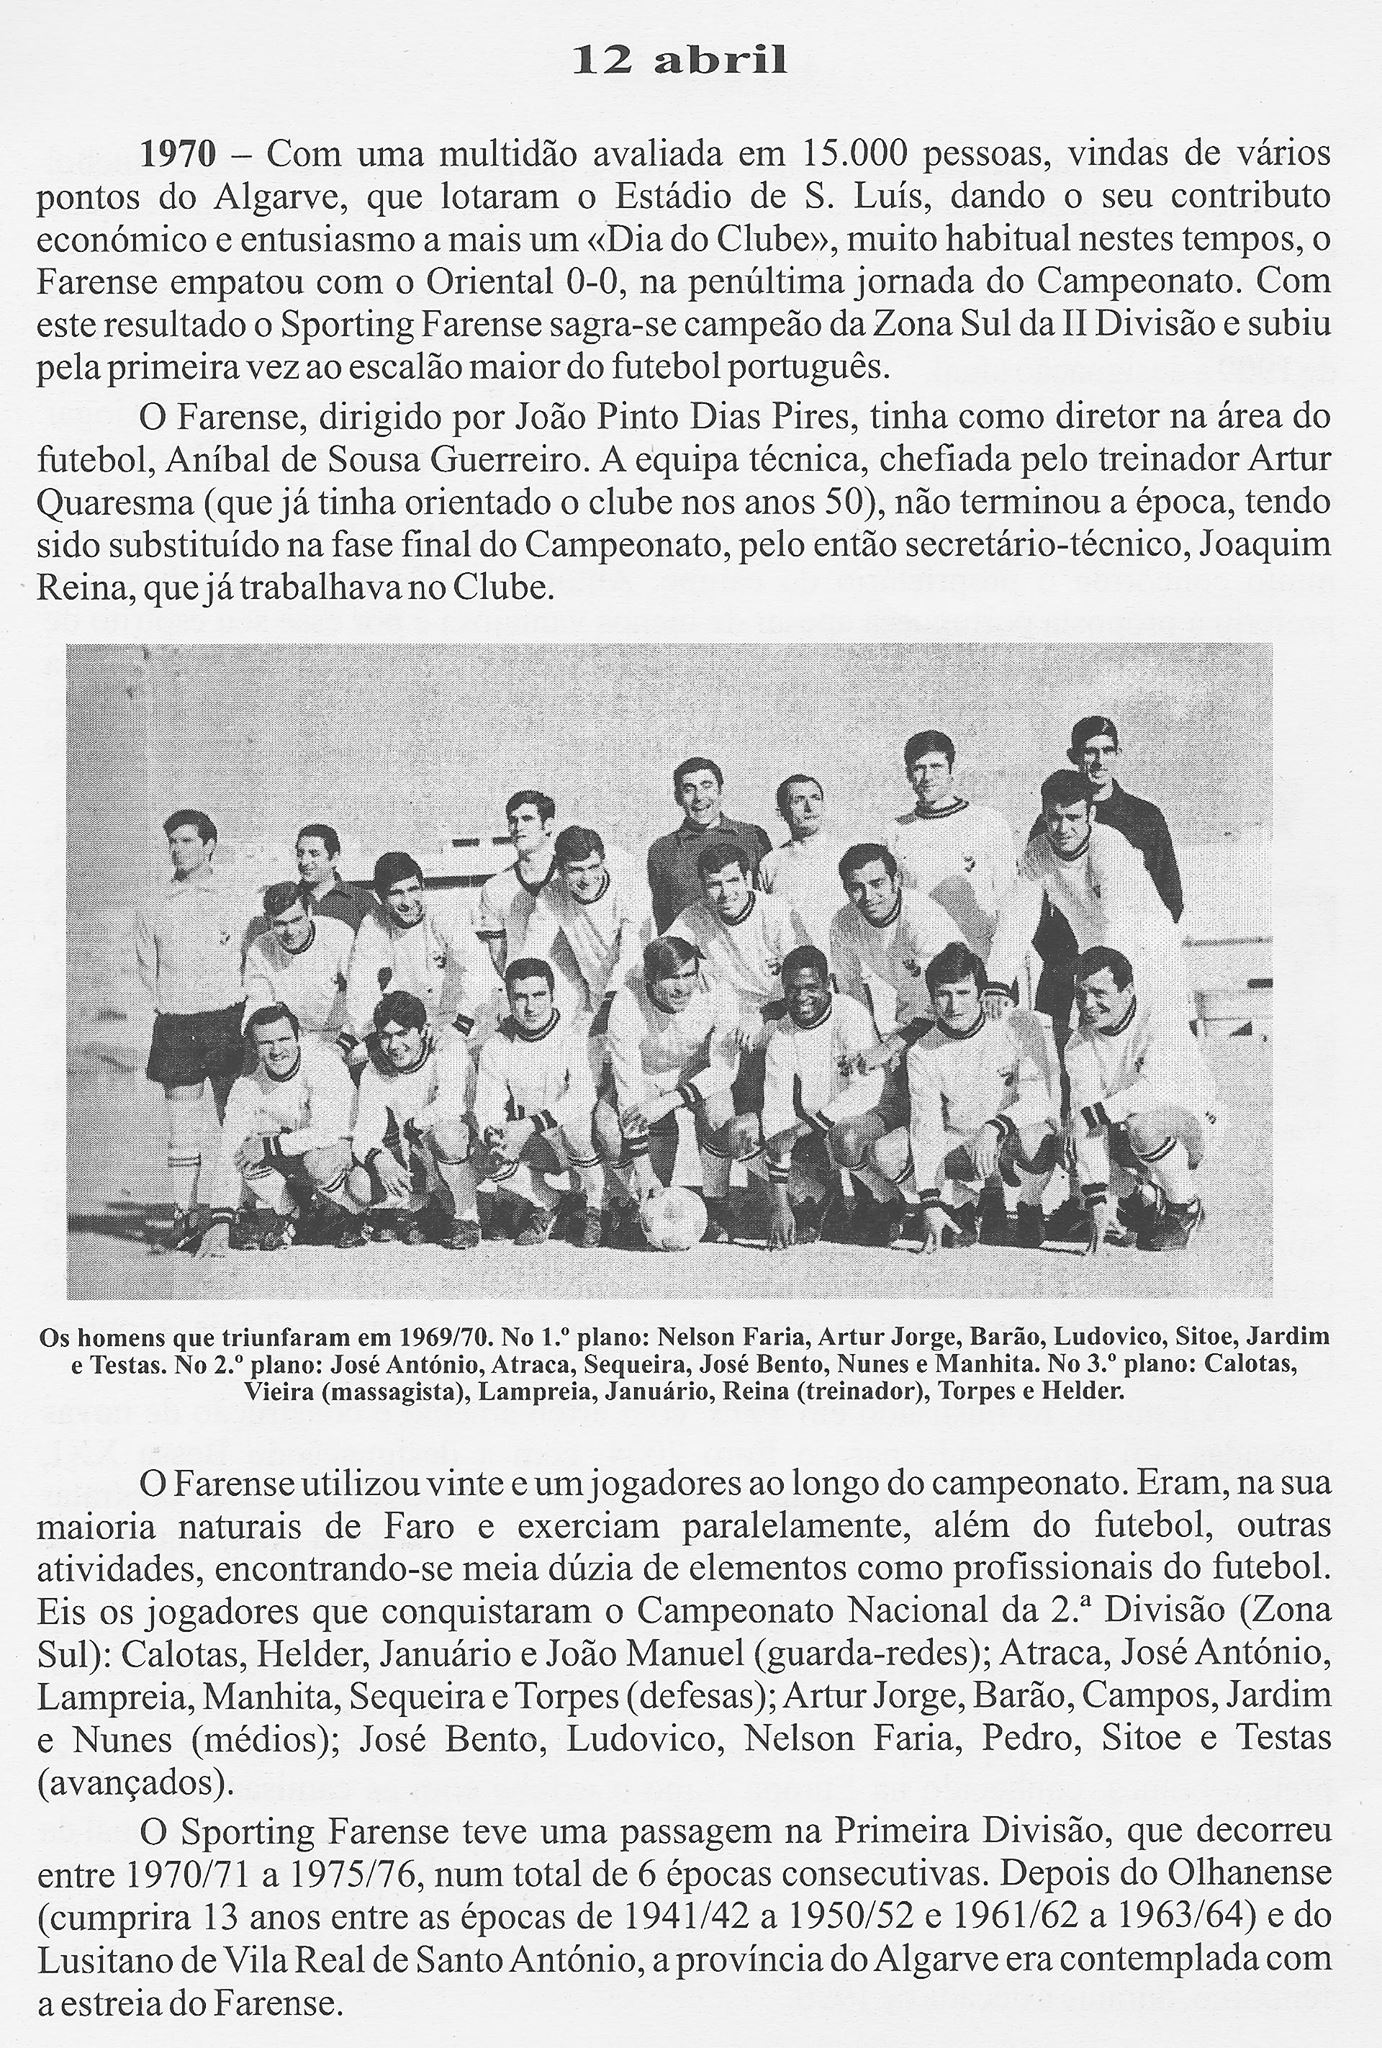 12 abril
1970 – Com uma multidão avaliada em 15.000 pessoas, vindas de vários
pontos do Algarve, que lotaram o Estádio de S. Luís, dando o seu contributo
económico e entusiasmo a mais um «Dia do Clube», muito habitual nestes tempos, o
Farense empatou com o Oriental 0-0, na penúltima jornada do Campeonato. Com
este resultado o Sporting Farense sagra-se campeão da Zona Sul da II Divisão e subiu
pela primeira vez ao escalão maior do futebol português.
O Farense, dirigido por João Pinto Dias Pires, tinha como diretor na área do
futebol, Aníbal de Sousa Guerreiro. A equipa técnica, chefiada pelo treinador Artur
Quaresma (que já tinha orientado o clube nos anos 50), não terminou a época, tendo
sido substituído na fase final do Campeonato, pelo então secretário-técnico, Joaquim
Reina, que já trabalhava no Clube.
Os homens que triunfaram em 1969/70. No 1.º plano: Nelson Faria, Artur Jorge, Barão, Ludovico, Sitoe, Jardim
e Testas. No 2.º plano: José António, Atraca, Sequeira, José Bento, Nunes e Manhita. No 3.º plano: Calotas,
Vieira (massagista), Lampreia, Januário, Reina (treinador), Torpes e Helder.
O Farense utilizou vinte e um jogadores ao longo do campeonato. Eram, na sua
maioria naturais de Faro e exerciam paralelamente, além do futebol, outras
atividades, encontrando-se meia dúzia de elementos como profissionais do futebol.
Eis os jogadores que conquistaram o Campeonato Nacional da 2.ª Divisão (Zona
Sul): Calotas, Helder, Januário e João Manuel (guarda-redes); Atraca, José António,
Lampreia, Manhita, Sequeira e Torpes (defesas); Artur Jorge, Barão, Campos, Jardim
e Nunes (médios); José Bento, Ludovico, Nelson Faria, Pedro, Sitoe e Testas
(avançados).
O Sporting Farense teve uma passagem na Primeira Divisão, que decorreu
entre 1970/71 a 1975/76, num total de 6 épocas consecutivas. Depois do Olhanense
(cumprira 13 anos entre as épocas de 1941/42 a 1950/52 e 1961/62 a 1963/64) e do
Lusitano de Vila Real de Santo António, a província do Algarve era contemplada com
a estreia do Farense.